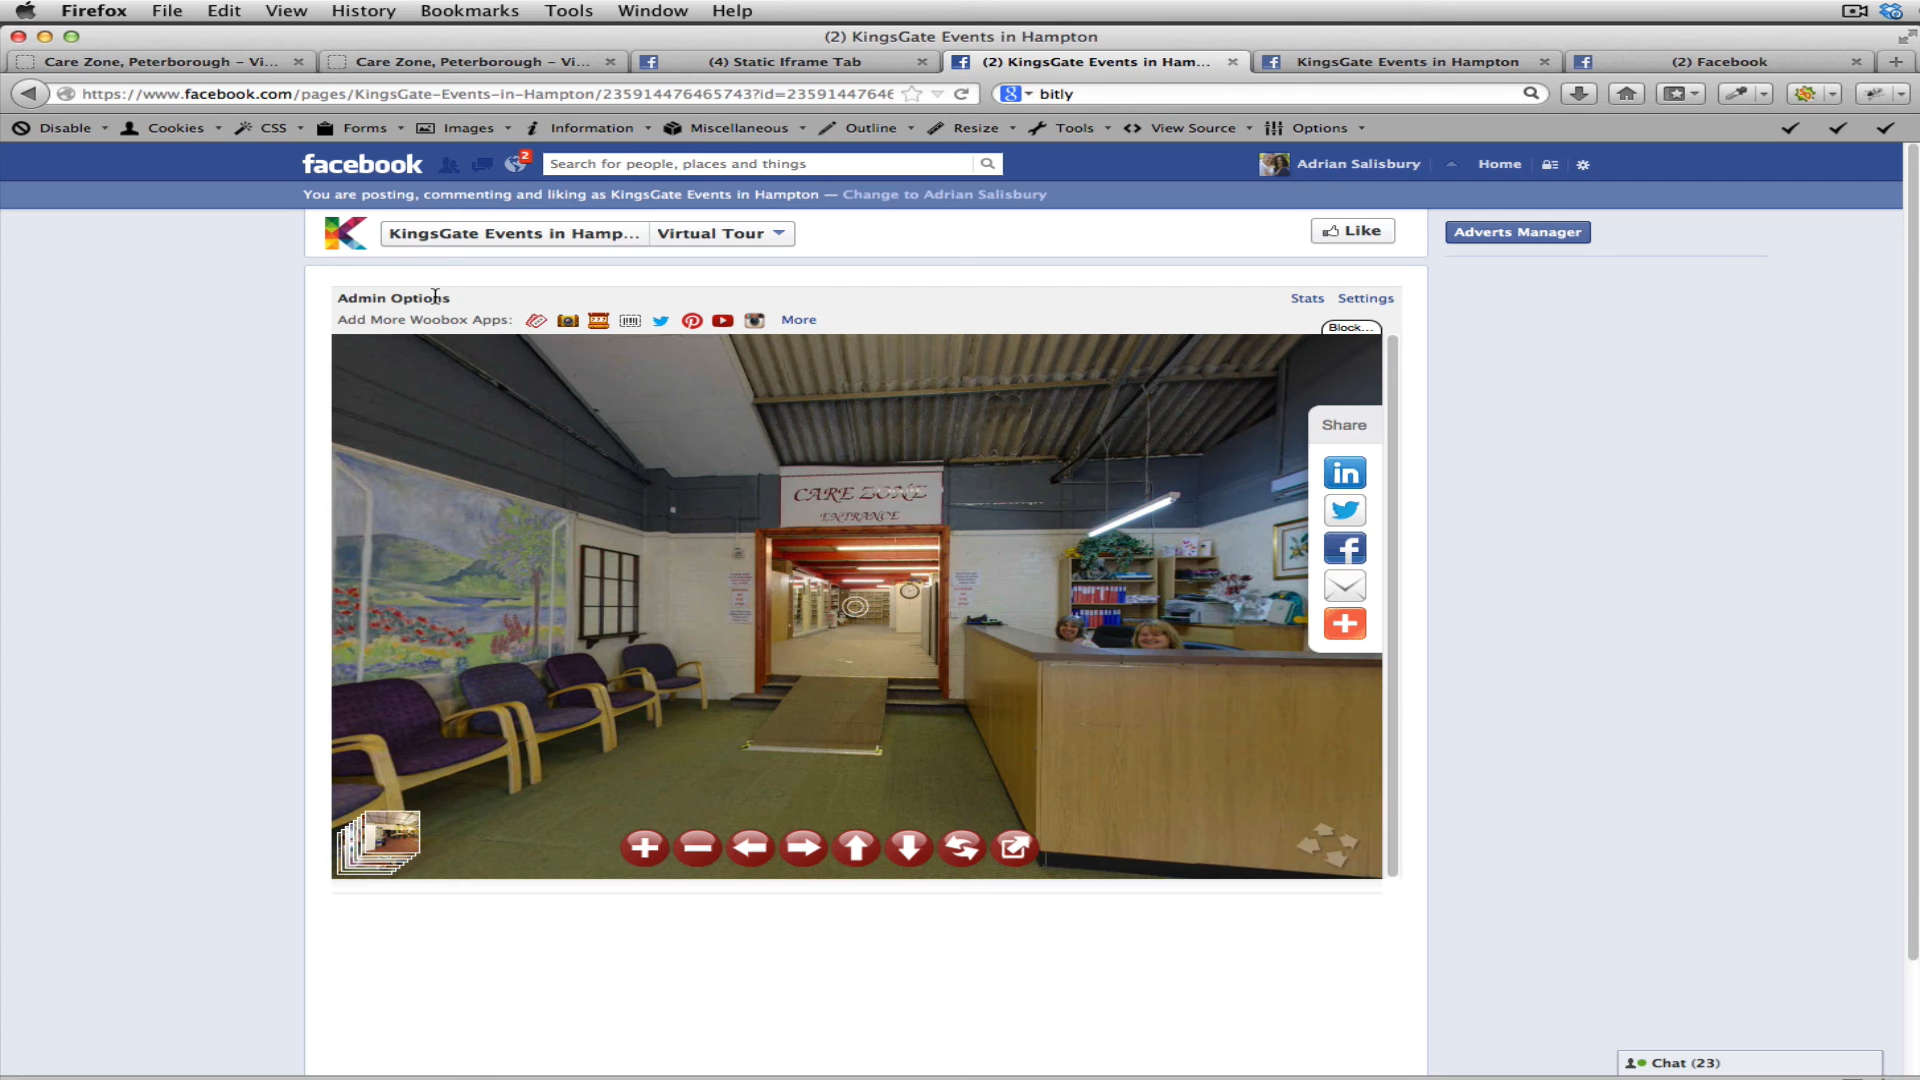 Firefox File Edit View History Bookmarks Tools Window Help
(2) KingsGate Events in Hampton
Care Zone, Peterborough – Vi... Care Zone, Peterborough – Vi... (4) Static Iframe Tab (2) KingsGate Events in Ham... KingsGate Events in Hampton (2) Facebook
https://www.facebook.com/pages/KingsGate-Events-in-Hampton/235914476465743?id=2359144764 bitly
Disable Cookies CSS Forms Images Information Miscellaneous Outline Resize Tools View Source Options
facebook 2 Search for people, places and things Adrian Salisbury Home
You are posting, commenting and liking as KingsGate Events in Hampton — Change to Adrian Salisbury
K KingsGate Events in Hamp... Virtual Tour Like Adverts Manager
Admin Options Stats Settings
Add More Woobox Apps: More
Block...
Share
CARE ZONE
ENTRANCE
in
f
Chat (23)